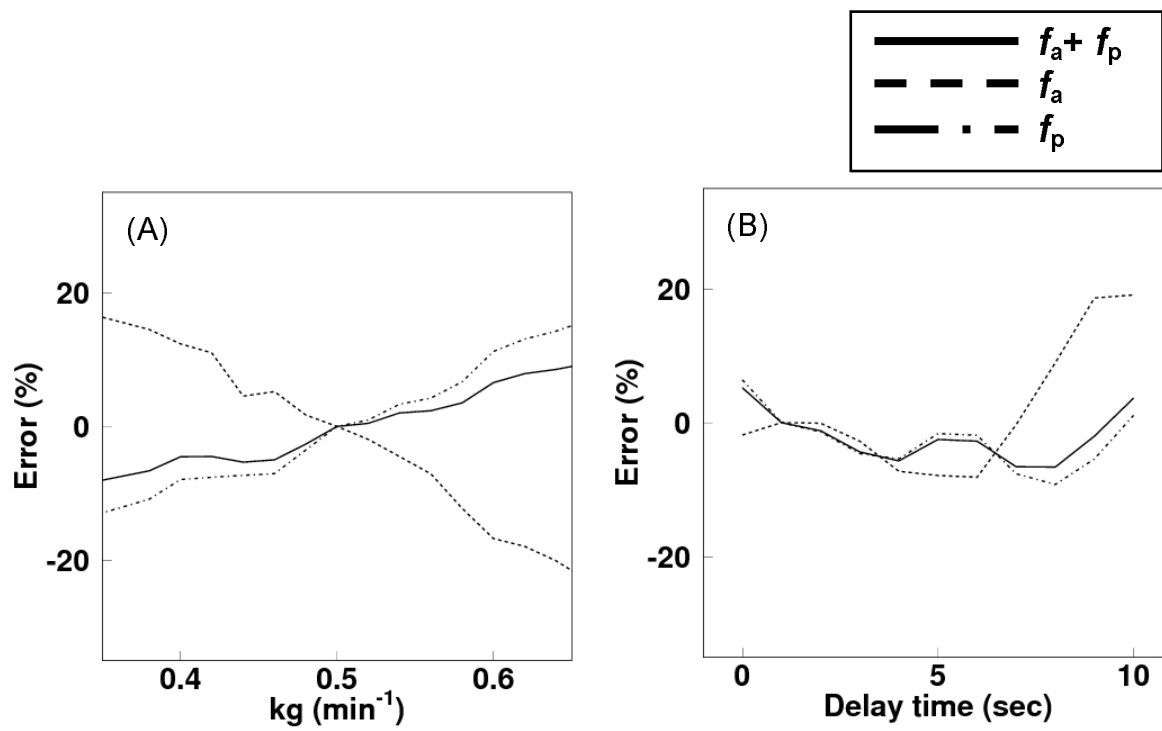 fa+ fp
fa
fp
(A)
20
0
-20
Error (%)
0.4 0.5 0.6
kg (min-1)
(B)
20
0
-20
Error (%)
0 5 10
Delay time (sec)